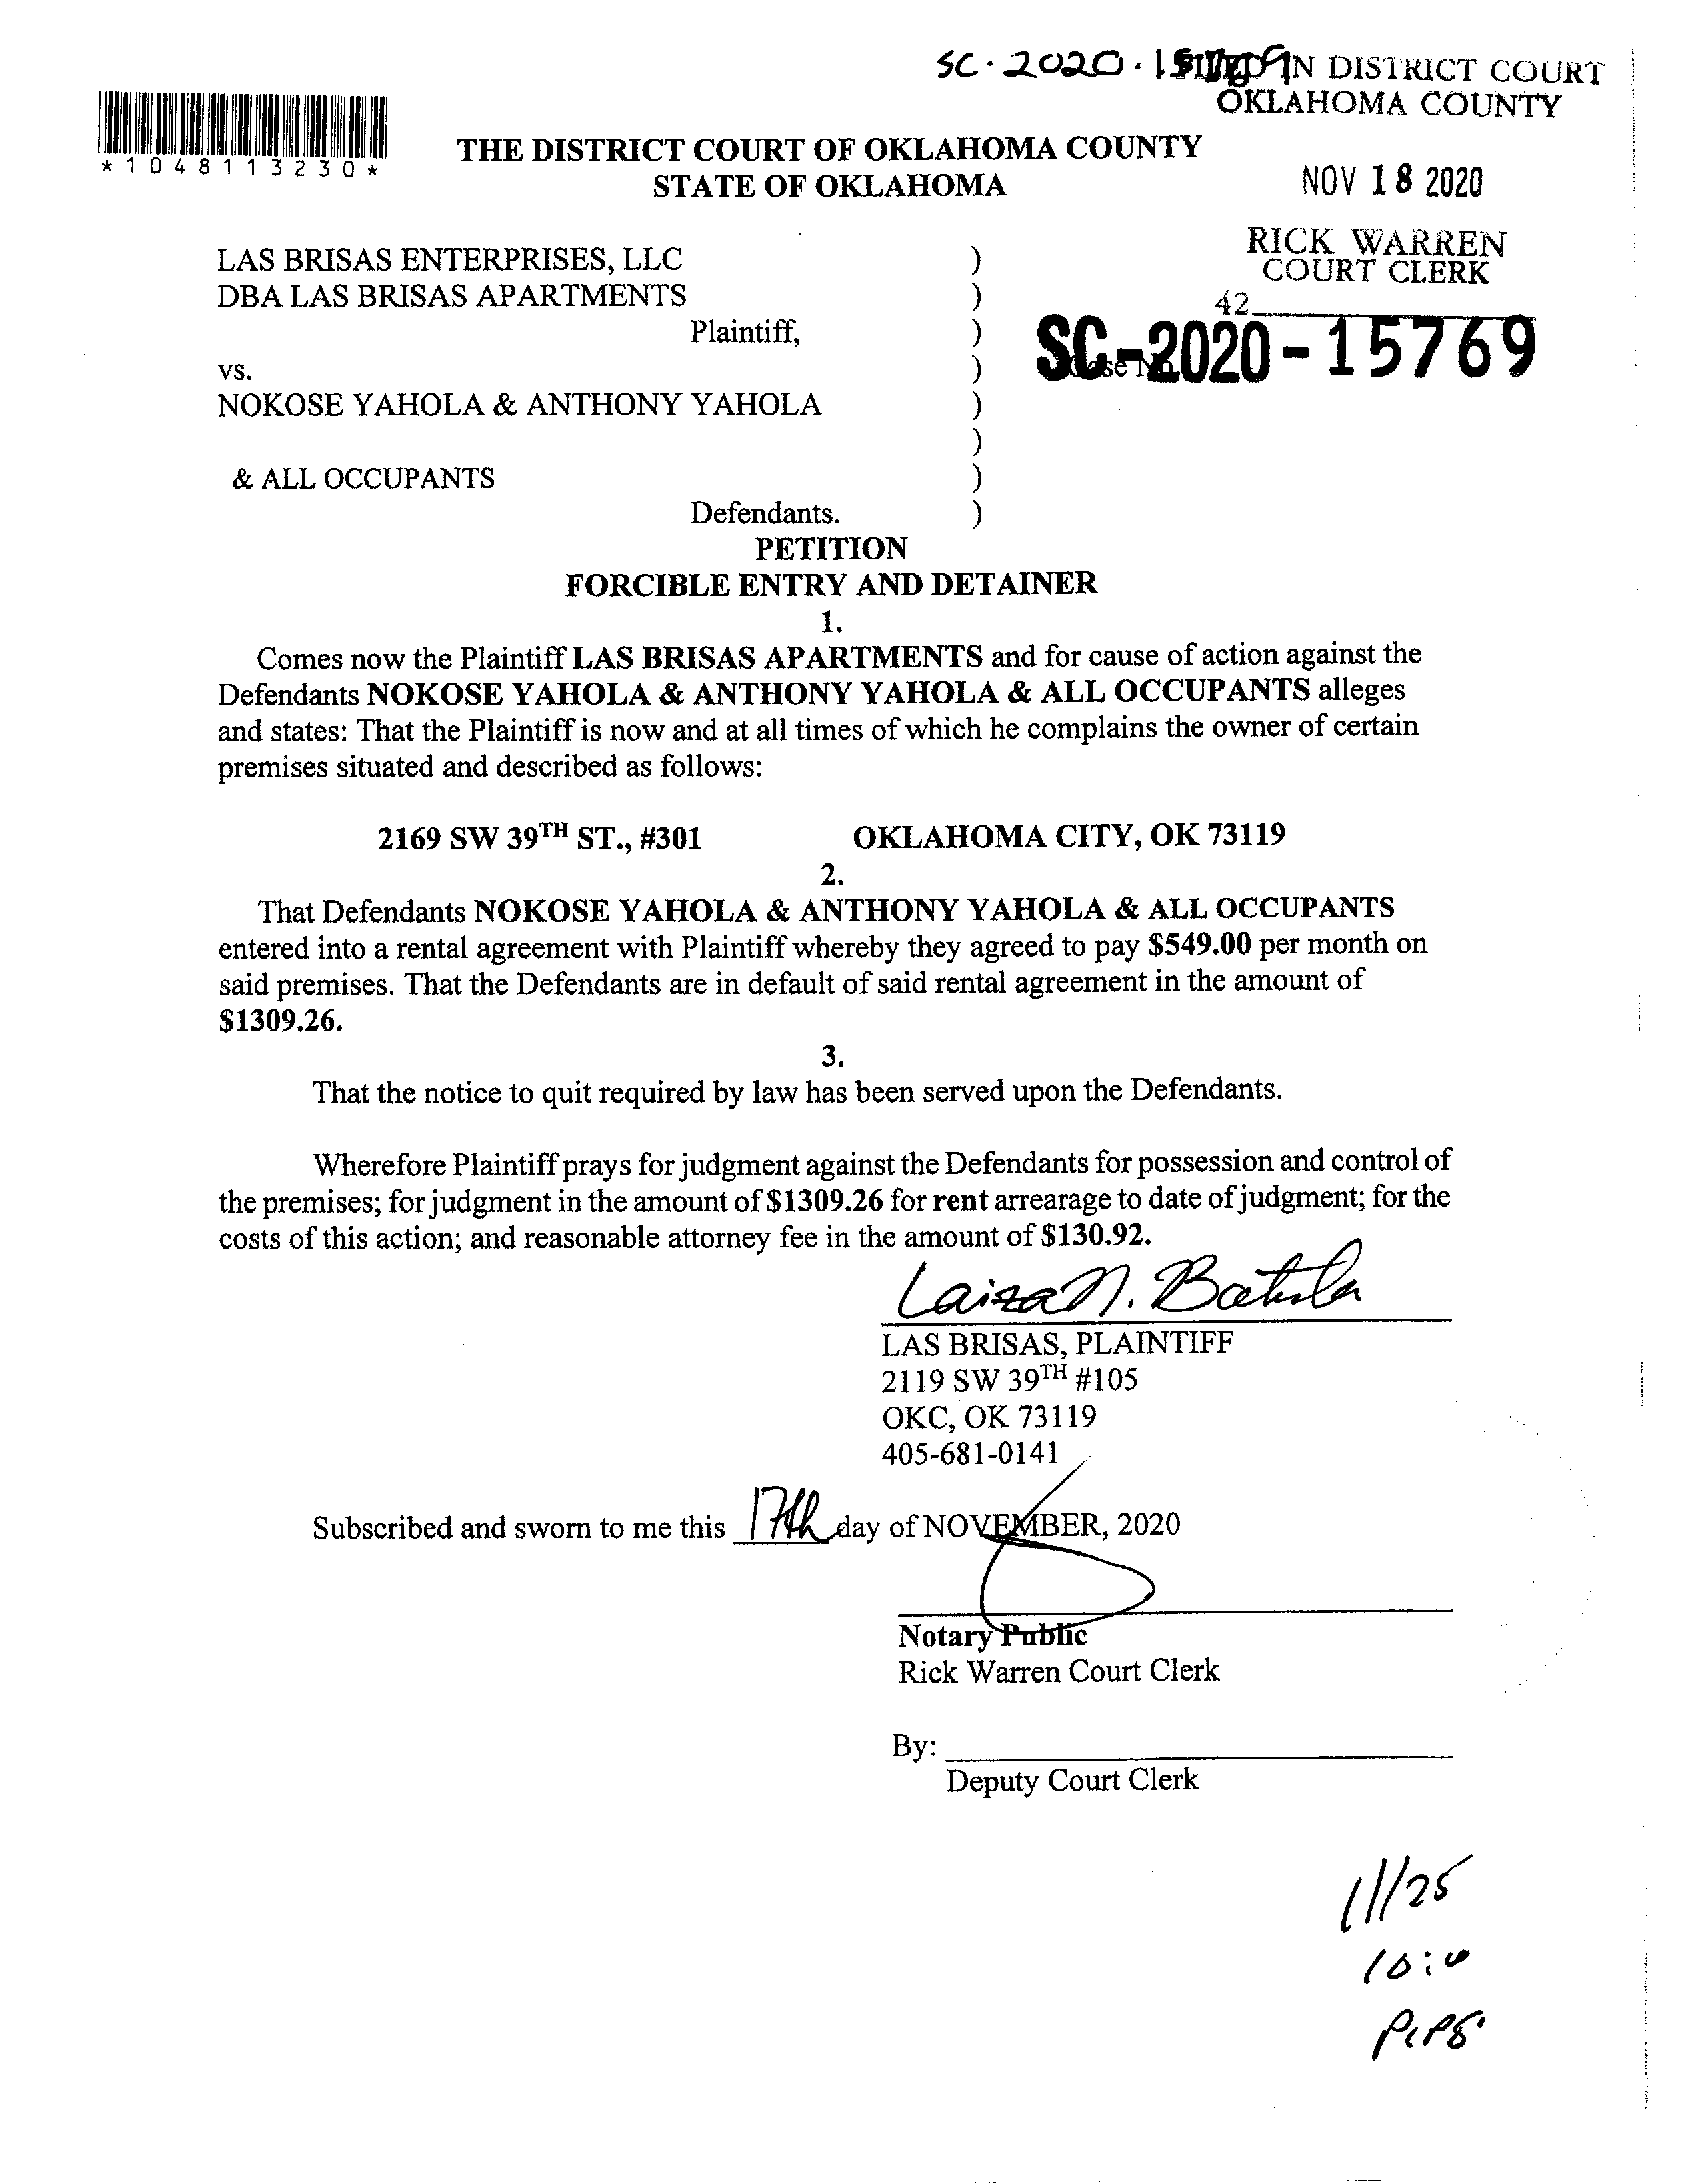 SC-2020-15769
FILED IN DISTRICT COURT
OKLAHOMA COUNTY
*1048113230*
THE DISTRICT COURT OF OKLAHOMA COUNTY
STATE OF OKLAHOMA
NOV 18 2020
RICK WARREN
COURT CLERK
42
LAS BRISAS ENTERPRISES, LLC )
DBA LAS BRISAS APARTMENTS )
Plaintiff, )
SC-2020-15769
Case No.
vs. )
NOKOSE YAHOLA & ANTHONY YAHOLA )
)
& ALL OCCUPANTS )
Defendants. )
PETITION
FORCIBLE ENTRY AND DETAINER
1.
Comes now the Plaintiff LAS BRISAS APARTMENTS and for cause of action against the
Defendants NOKOSE YAHOLA & ANTHONY YAHOLA & ALL OCCUPANTS alleges
and states: That the Plaintiff is now and at all times of which he complains the owner of certain
premises situated and described as follows:
2169 SW 39TH ST., #301 OKLAHOMA CITY, OK 73119
2.
That Defendants NOKOSE YAHOLA & ANTHONY YAHOLA & ALL OCCUPANTS
entered into a rental agreement with Plaintiff whereby they agreed to pay $549.00 per month on
said premises. That the Defendants are in default of said rental agreement in the amount of
$1309.26.
3.
That the notice to quit required by law has been served upon the Defendants.
Wherefore Plaintiff prays for judgment against the Defendants for possession and control of
the premises; for judgment in the amount of $1309.26 for rent arrearage to date of judgment; for the
costs of this action; and reasonable attorney fee in the amount of $130.92.
LAS BRISAS, PLAINTIFF
2119 SW 39TH #105
OKC, OK 73119
405-681-0141
Subscribed and sworn to me this 17th day of NOVEMBER, 2020
Notary Public
Rick Warren Court Clerk
By:
Deputy Court Clerk
11/25